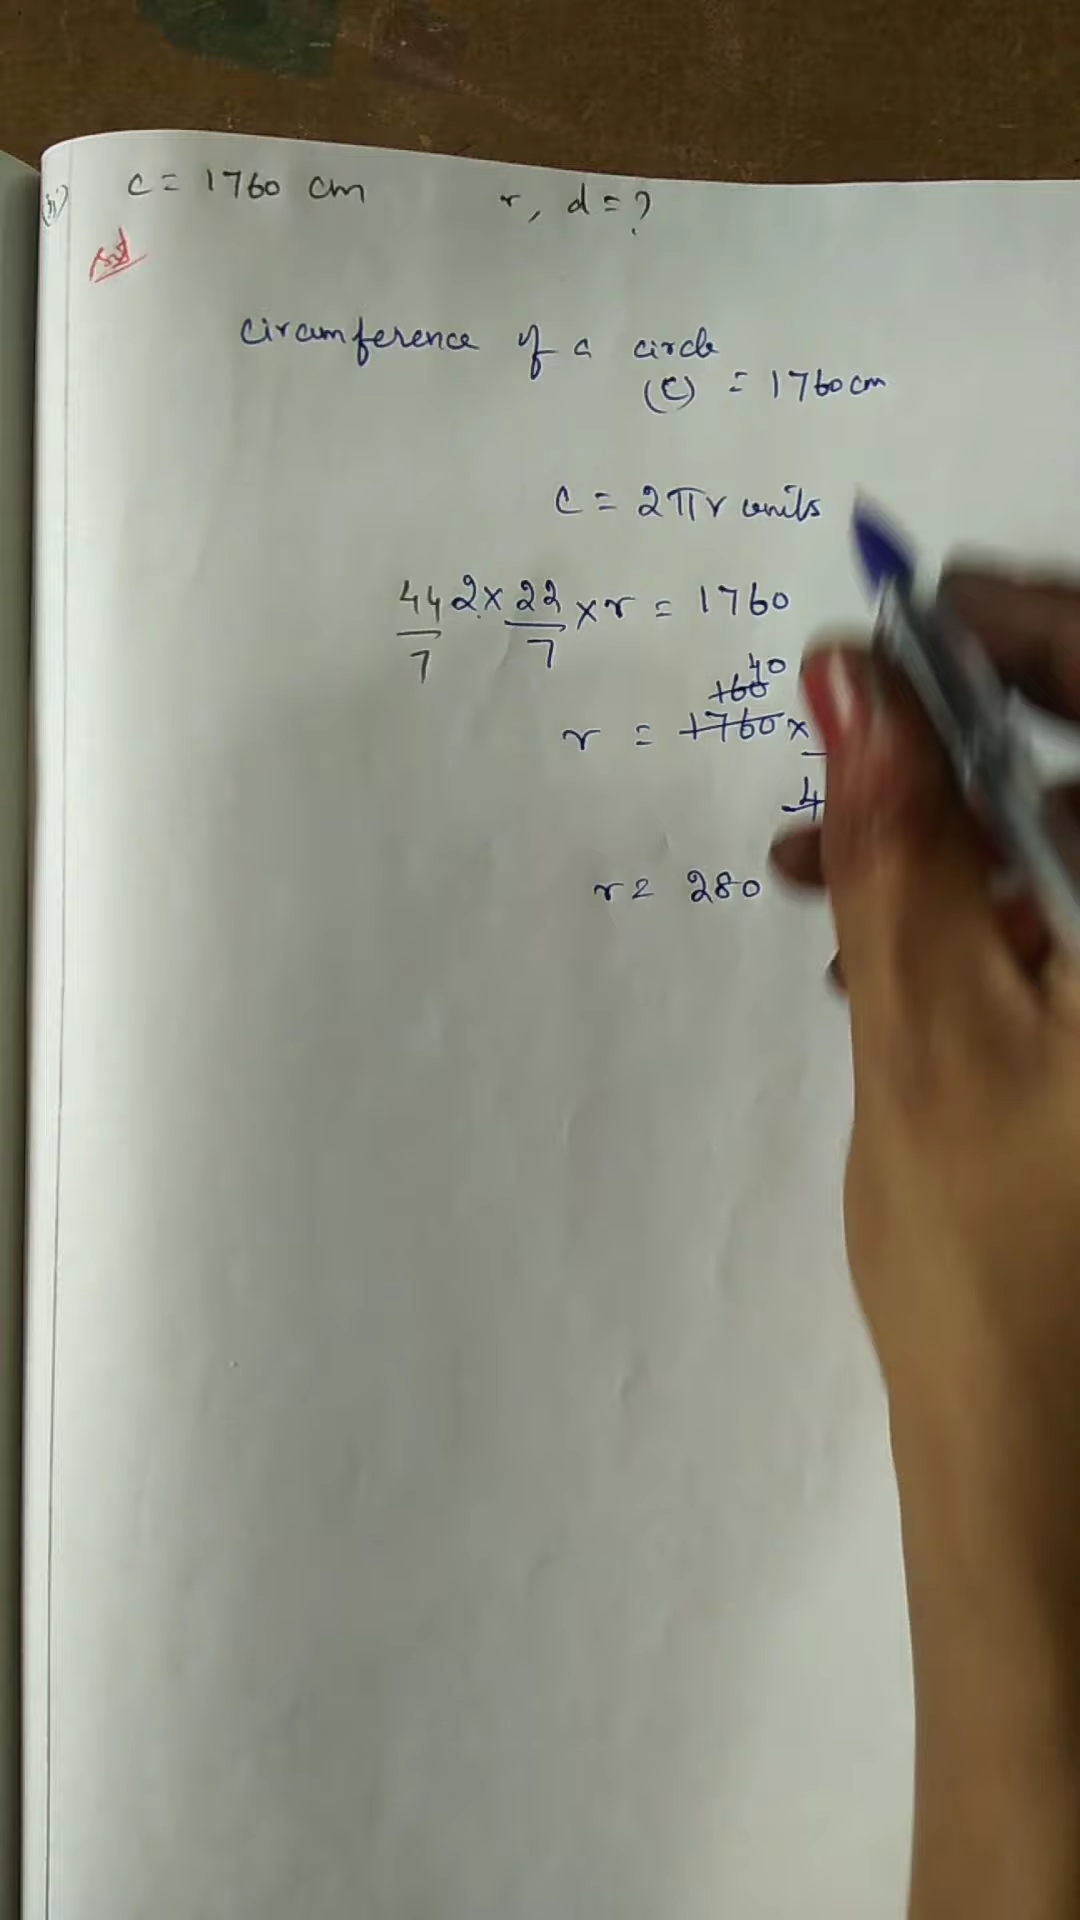 C = 1760 cm r, d = ?
Circumference of a circle
(C) = 1760 cm
C = 2πr units
44 2 × 22 × r = 1760
7 7
40
160
r = 1760 ×
4
r = 280